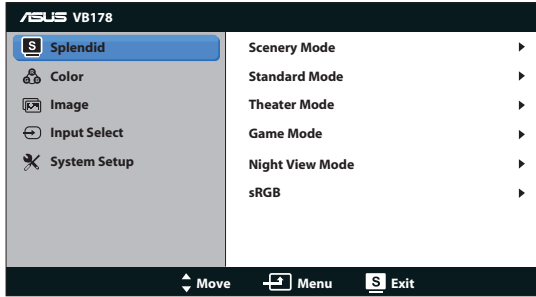 ASUS VB178
S Splendid
Color
Image
Input Select
System Setup
Scenery Mode
Standard Mode
Theater Mode
Game Mode
Night View Mode
sRGB
Move Menu S Exit